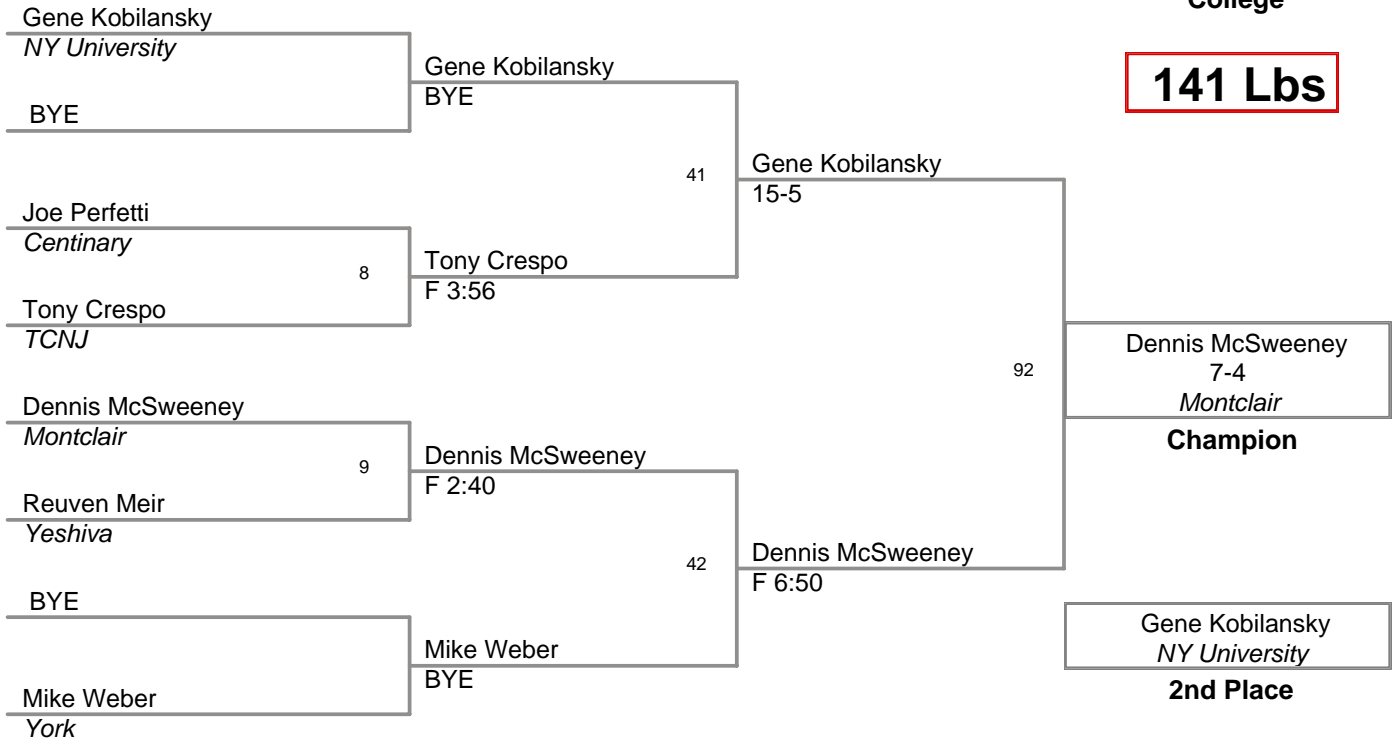 College
141 Lbs
Gene Kobilansky
NY University
BYE
Joe Perfetti
Centinary
8
Tony Crespo
TCNJ
Dennis McSweeney
Montclair
9
Reuven Meir
Yeshiva
BYE
Mike Weber
York
Gene Kobilansky
BYE
41
Tony Crespo
F 3:56
Dennis McSweeney
F 2:40
42
Mike Weber
BYE
Gene Kobilansky
15-5
92
Dennis McSweeney
F 6:50
Dennis McSweeney
7-4
Montclair
Champion
Gene Kobilansky
NY University
2nd Place